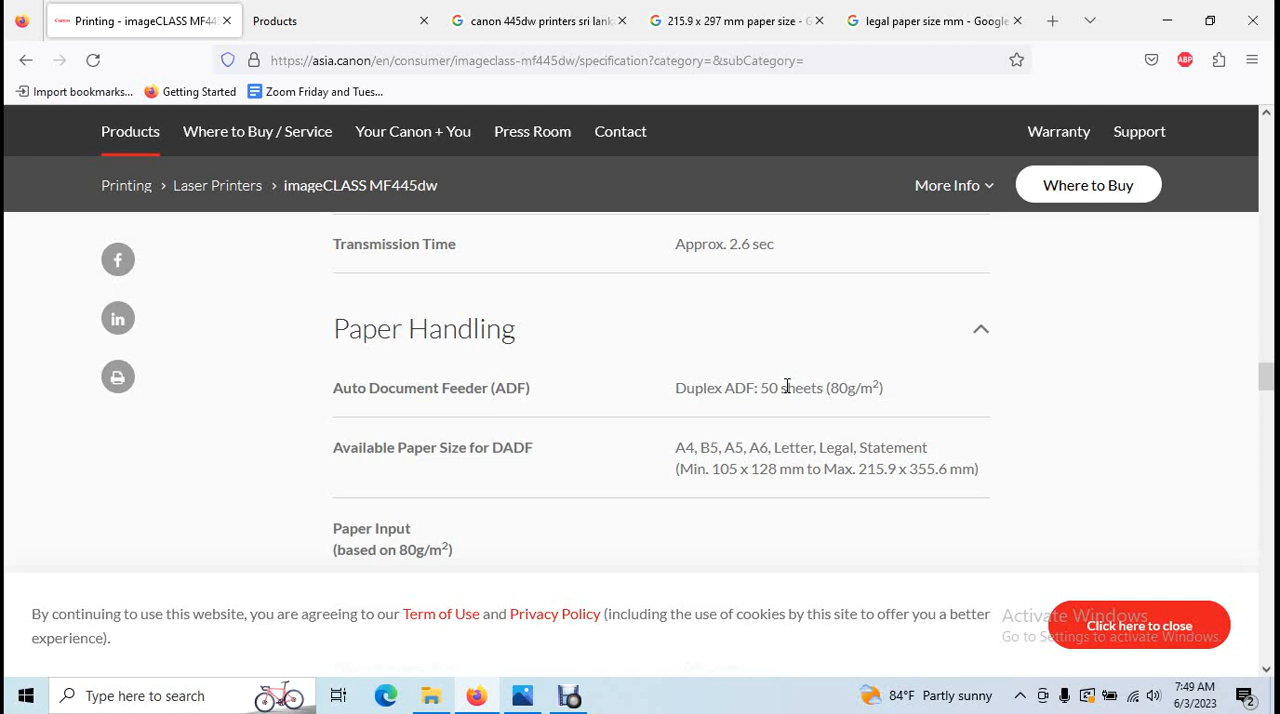 Printing - imageCLASS MF44
Products
canon 445dw printers sri lank
215.9 x 297 mm paper size - G
legal paper size mm - Google
https://asia.canon/en/consumer/imageclass-mf445dw/specification?category=&subCategory=
ABP
Import bookmarks...
Getting Started
Zoom Friday and Tues...
Products
Where to Buy / Service
Your Canon + You
Press Room
Contact
Warranty
Support
Printing > Laser Printers > imageCLASS MF445dw
More Info
Where to Buy
Transmission Time
Approx. 2.6 sec
Paper Handling
Auto Document Feeder (ADF)
Duplex ADF: 50 sheets (80g/m²)
Available Paper Size for DADF
A4, B5, A5, A6, Letter, Legal, Statement
(Min. 105 x 128 mm to Max. 215.9 x 355.6 mm)
Paper Input
(based on 80g/m²)
By continuing to use this website, you are agreeing to our Term of Use and Privacy Policy (including the use of cookies by this site to offer you a better
experience).
Click here to close
Activate Windows
Go to Settings to activate Windows.
Type here to search
84°F Partly sunny
7:49 AM
6/3/2023
2